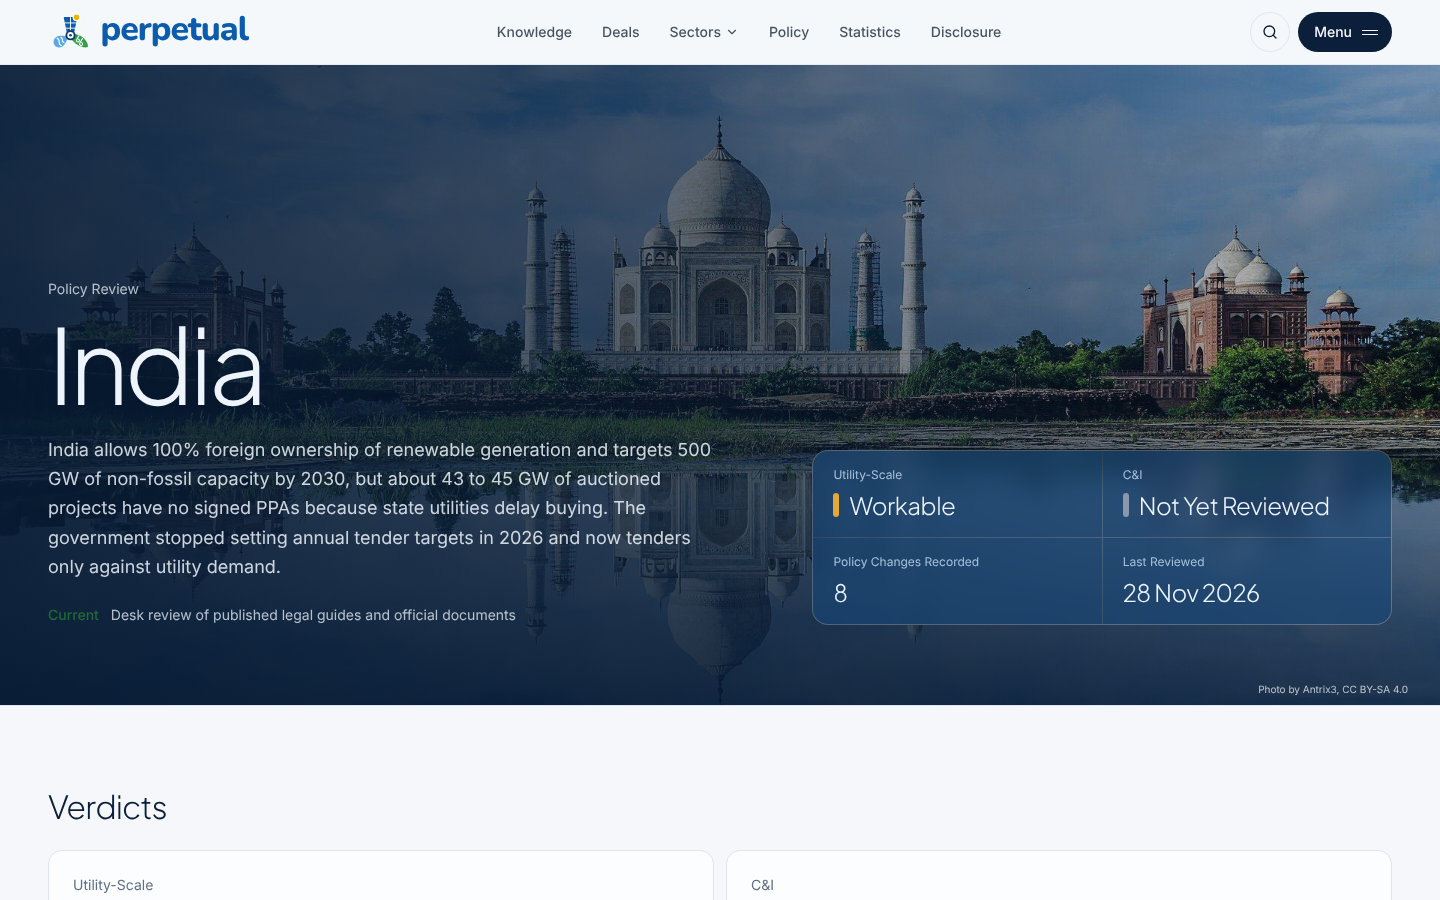 perpetual
Knowledge
Deals
Sectors
Policy
Statistics
Disclosure
Menu
Policy Review
India
India allows 100% foreign ownership of renewable generation and targets 500
GW of non-fossil capacity by 2030, but about 43 to 45 GW of auctioned
projects have no signed PPAs because state utilities delay buying. The
government stopped setting annual tender targets in 2026 and now tenders
only against utility demand.
Current Desk review of published legal guides and official documents
Utility-Scale
Workable
C&I
Not Yet Reviewed
Policy Changes Recorded
8
Last Reviewed
28 Nov 2026
Photo by Antrix3, CC BY-SA 4.0
Verdicts
Utility-Scale
C&I